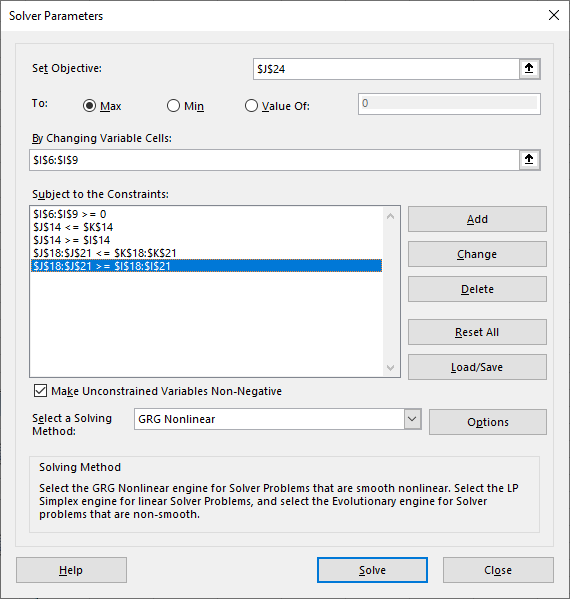 Solver Parameters
Set Objective:
$J$24
To:
Max
Min
Value Of:
0
By Changing Variable Cells:
$I$6:$I$9
Subject to the Constraints:
$I$6:$I$9 >= 0
$J$14 <= $K$14
$J$14 >= $I$14
$J$18:$J$21 <= $K$18:$K$21
$J$18:$J$21 >= $I$18:$I$21
Add
Change
Delete
Reset All
Load/Save
Make Unconstrained Variables Non-Negative
Select a Solving
Method:
GRG Nonlinear
Options
Solving Method
Select the GRG Nonlinear engine for Solver Problems that are smooth nonlinear. Select the LP
Simplex engine for linear Solver Problems, and select the Evolutionary engine for Solver
problems that are non-smooth.
Help
Solve
Close